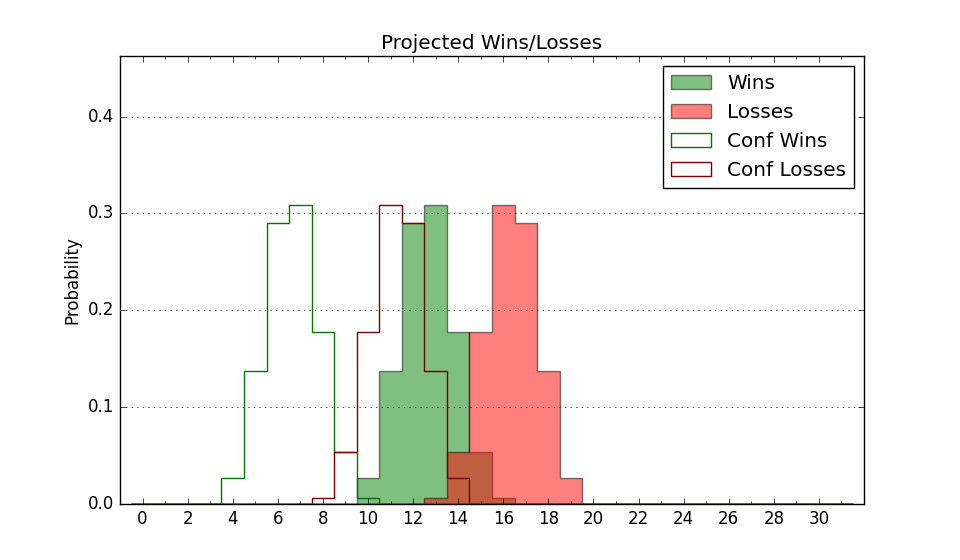 Projected Wins/Losses
Wins
Losses
Conf Wins
Conf Losses
Probability
0.4
0.3
0.2
0.1
0.0
0 2 4 6 8 10 12 14 16 18 20 22 24 26 28 30